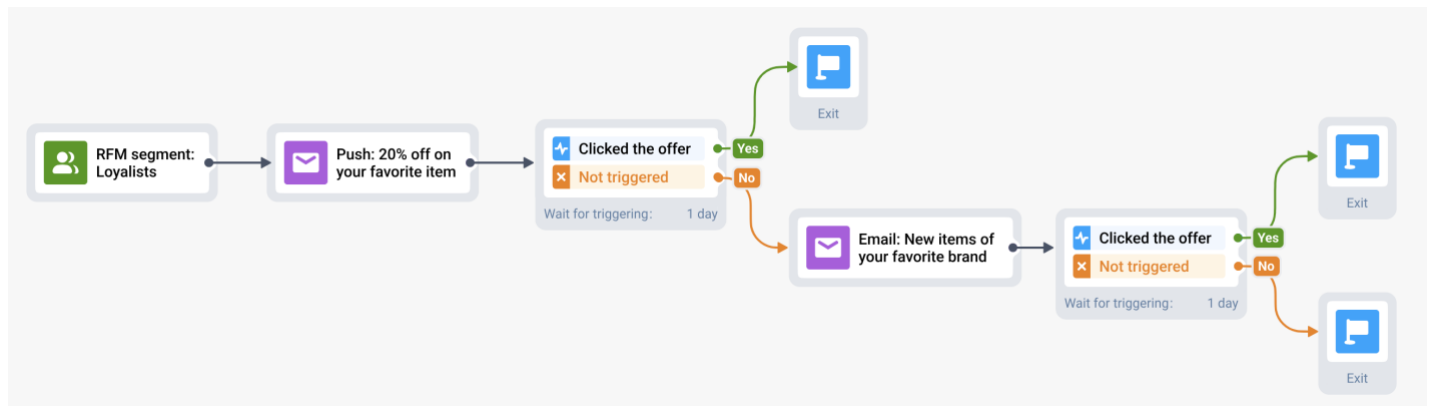 RFM segment:
Loyalists
Push: 20% off on
your favorite item
Clicked the offer
Not triggered
Wait for triggering: 1 day
Yes
No
Exit
Email: New items of
your favorite brand
Clicked the offer
Not triggered
Wait for triggering: 1 day
Yes
No
Exit
Exit